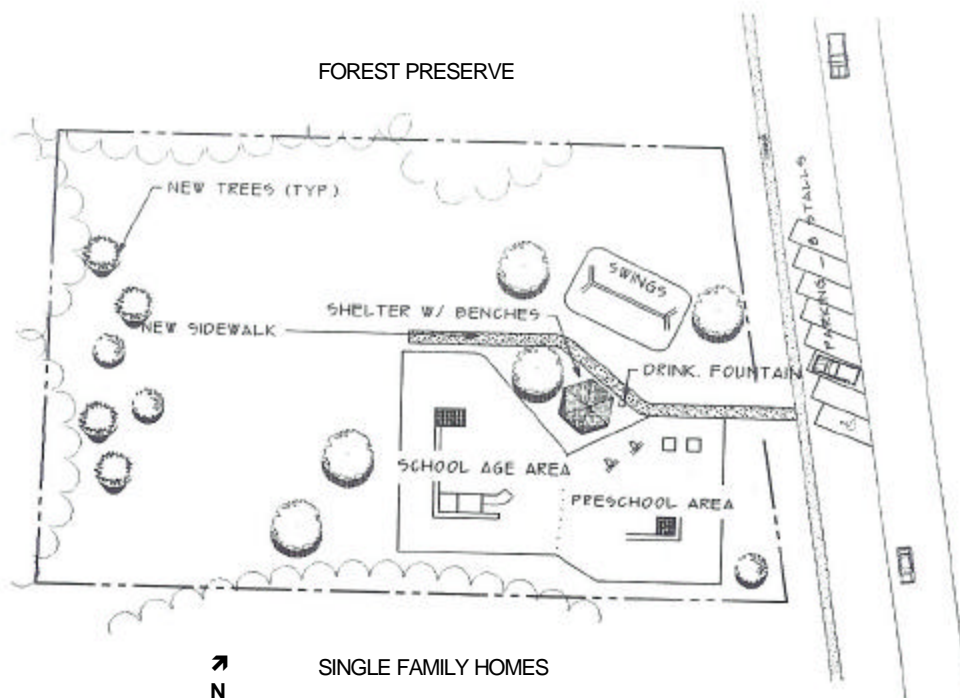 FOREST PRESERVE
NEW TREES (TYP.)
PARKING - 8 STALLS
SWINGS
SHELTER W/ BENCHES
NEW SIDEWALK
DRINK. FOUNTAIN
SCHOOL AGE AREA
PRESCHOOL AREA
SINGLE FAMILY HOMES
N